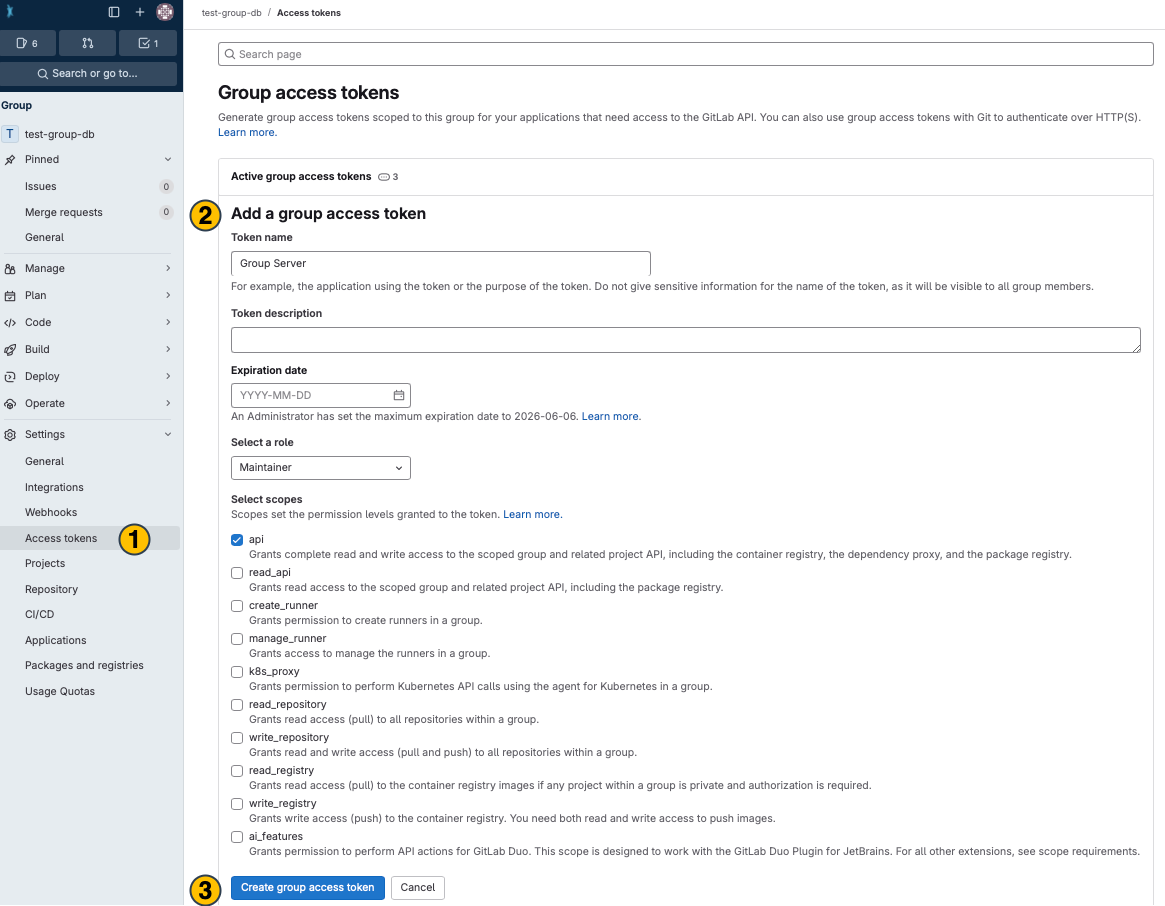 6
1
Search or go to...
Group
T test-group-db
Pinned
Issues 0
Merge requests 0
General
Manage
Plan
Code
Build
Deploy
Operate
Settings
General
Integrations
Webhooks
Access tokens 1
Projects
Repository
CI/CD
Applications
Packages and registries
Usage Quotas
test-group-db / Access tokens
Search page
Group access tokens
Generate group access tokens scoped to this group for your applications that need access to the GitLab API. You can also use group access tokens with Git to authenticate over HTTP(S).
Learn more.
Active group access tokens 3
2 Add a group access token
Token name
Group Server
For example, the application using the token or the purpose of the token. Do not give sensitive information for the name of the token, as it will be visible to all group members.
Token description
Expiration date
YYYY-MM-DD
An Administrator has set the maximum expiration date to 2026-06-06. Learn more.
Select a role
Maintainer
Select scopes
Scopes set the permission levels granted to the token. Learn more.
api
Grants complete read and write access to the scoped group and related project API, including the container registry, the dependency proxy, and the package registry.
read_api
Grants read access to the scoped group and related project API, including the package registry.
create_runner
Grants permission to create runners in a group.
manage_runner
Grants access to manage the runners in a group.
k8s_proxy
Grants permission to perform Kubernetes API calls using the agent for Kubernetes in a group.
read_repository
Grants read access (pull) to all repositories within a group.
write_repository
Grants read and write access (pull and push) to all repositories within a group.
read_registry
Grants read access (pull) to the container registry images if any project within a group is private and authorization is required.
write_registry
Grants write access (push) to the container registry. You need both read and write access to push images.
ai_features
Grants permission to perform API actions for GitLab Duo. This scope is designed to work with the GitLab Duo Plugin for JetBrains. For all other extensions, see scope requirements.
3 Create group access token Cancel